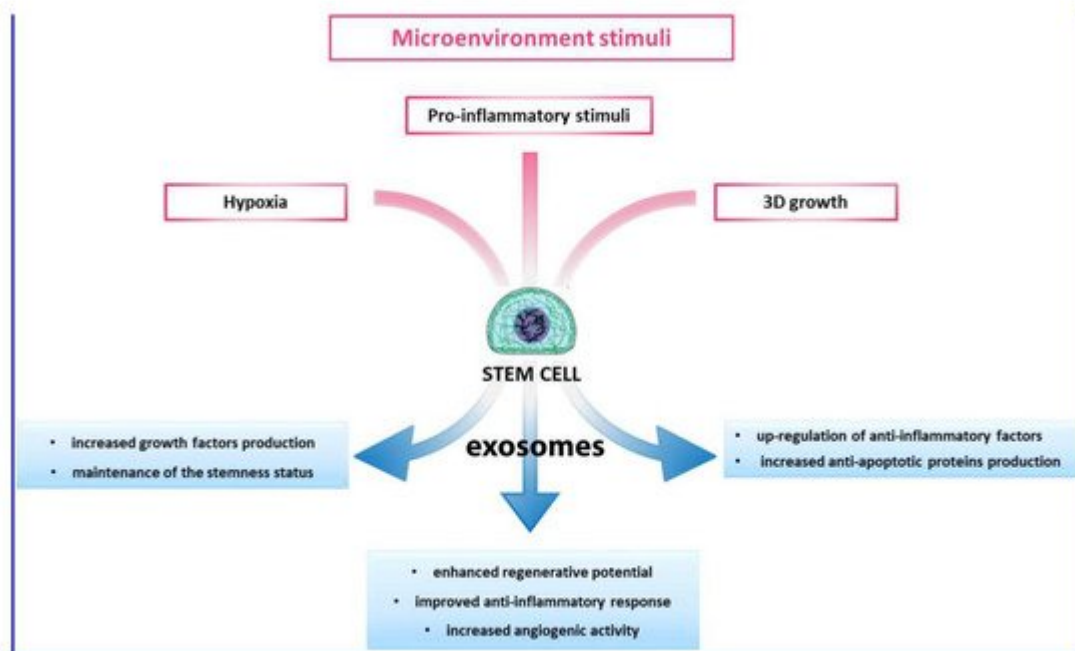 Microenvironment stimuli
Pro-inflammatory stimuli
Hypoxia
3D growth
STEM CELL
exosomes
• increased growth factors production
• maintenance of the stemness status
• up-regulation of anti-inflammatory factors
• increased anti-apoptotic proteins production
• enhanced regenerative potential
• improved anti-inflammatory response
• increased angiogenic activity